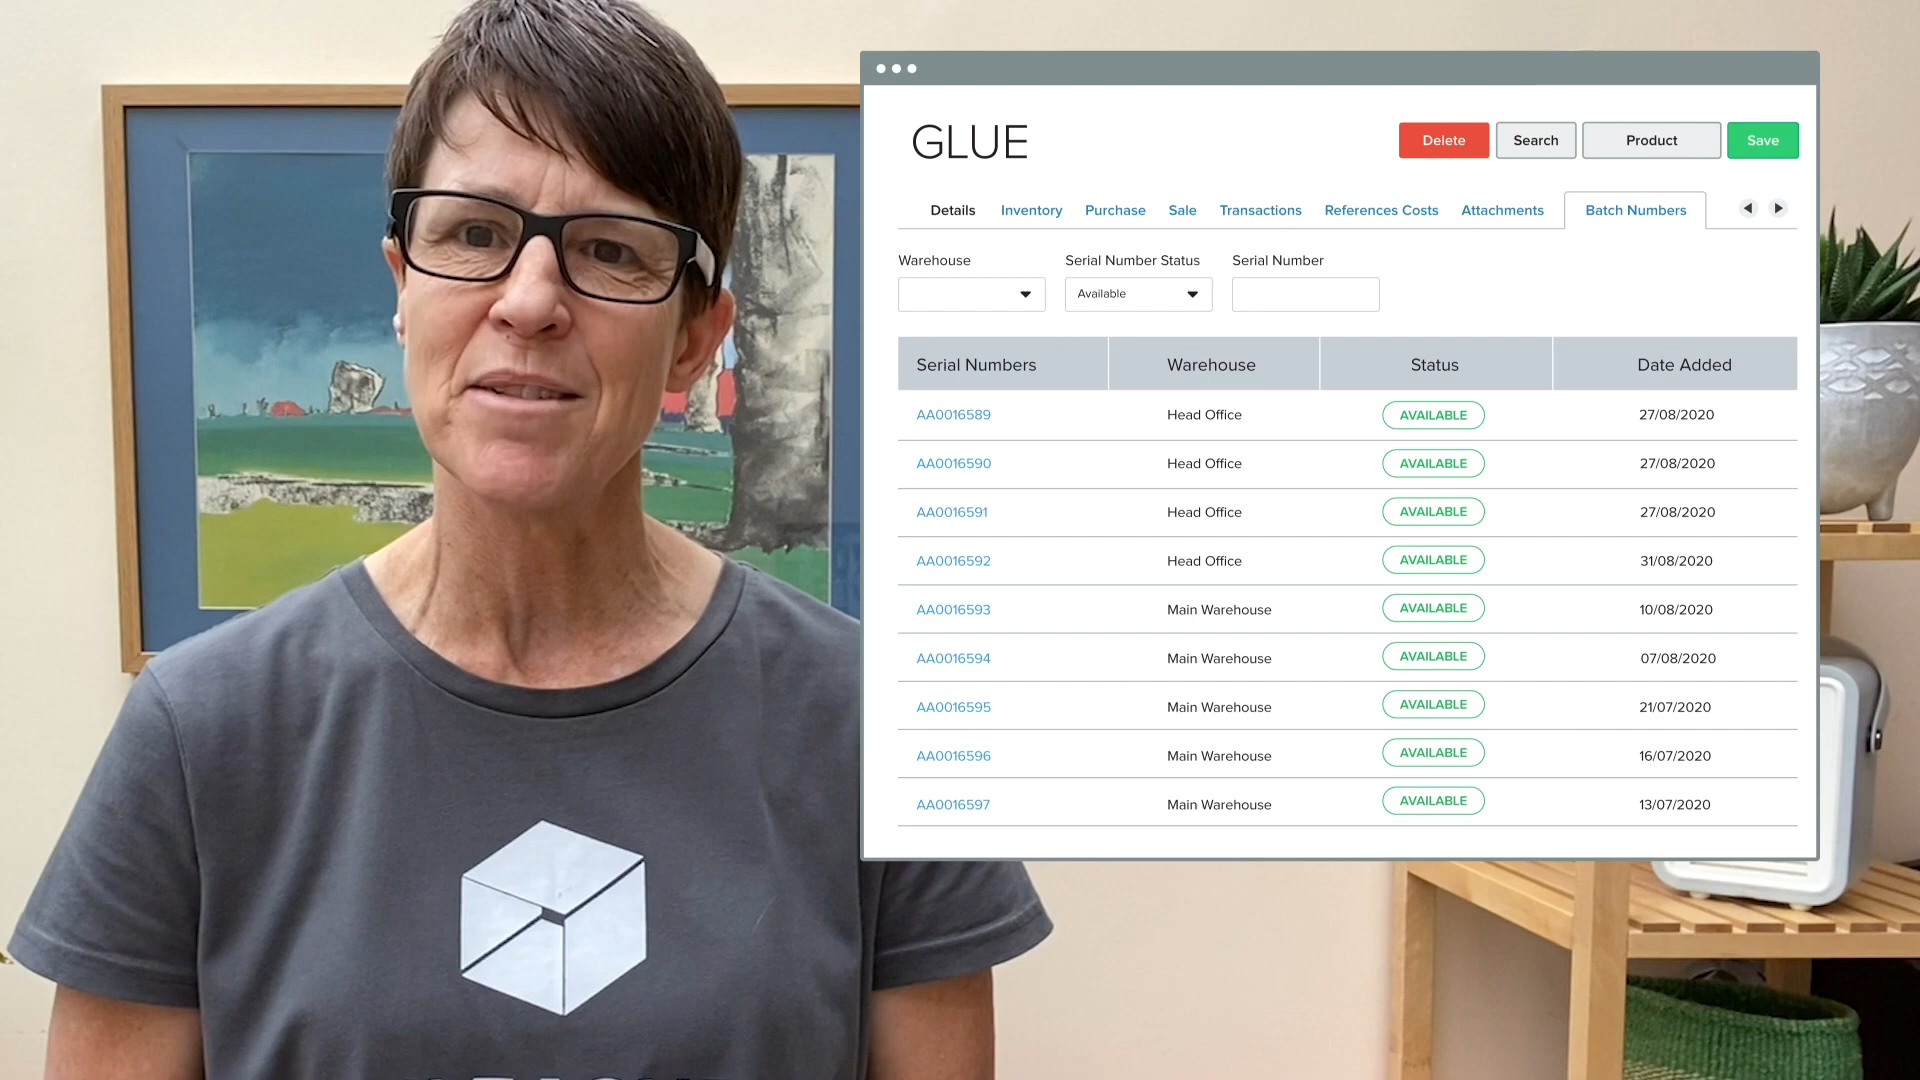 GLUE
Delete Search Product Save
Details Inventory Purchase Sale Transactions References Costs Attachments Batch Numbers
Warehouse Serial Number Status Serial Number
Available
Serial Numbers Warehouse Status Date Added
AA0016589 Head Office AVAILABLE 27/08/2020
AA0016590 Head Office AVAILABLE 27/08/2020
AA0016591 Head Office AVAILABLE 27/08/2020
AA0016592 Head Office AVAILABLE 31/08/2020
AA0016593 Main Warehouse AVAILABLE 10/08/2020
AA0016594 Main Warehouse AVAILABLE 07/08/2020
AA0016595 Main Warehouse AVAILABLE 21/07/2020
AA0016596 Main Warehouse AVAILABLE 16/07/2020
AA0016597 Main Warehouse AVAILABLE 13/07/2020